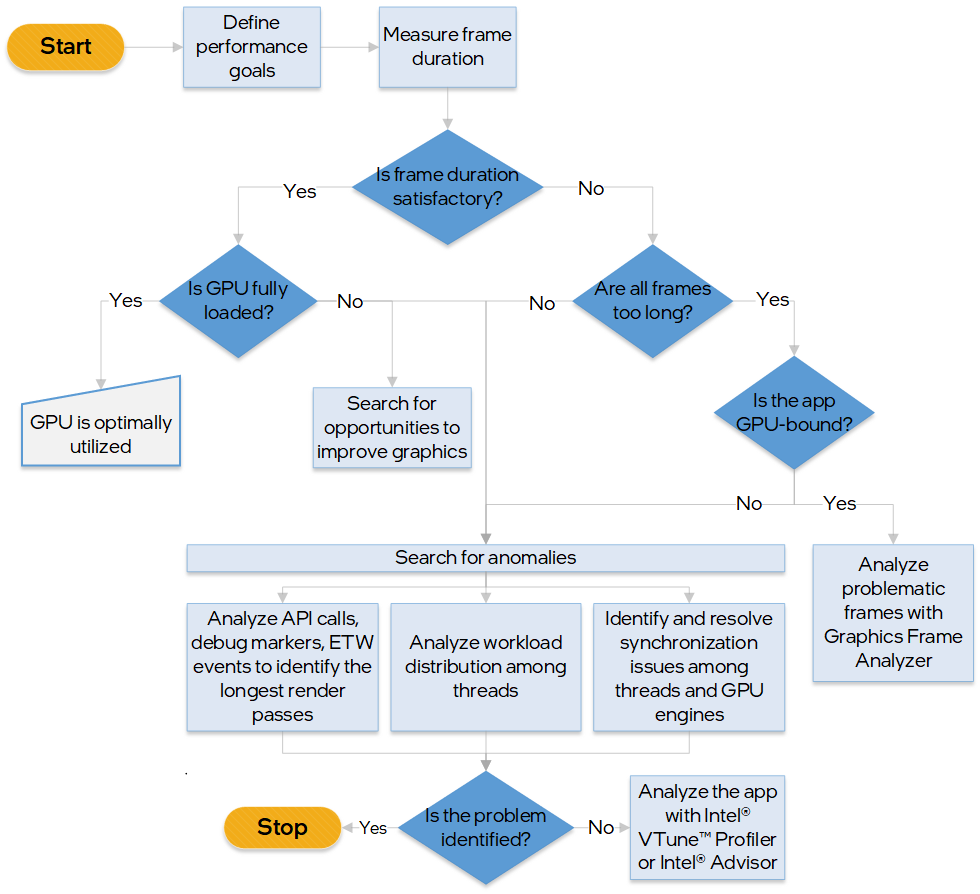 Start
Define
performance
goals
Measure frame
duration
Is frame duration
satisfactory?
Yes
No
Is GPU fully
loaded?
Are all frames
too long?
Yes
No
No
Yes
GPU is optimally
utilized
Search for
opportunities to
improve graphics
Is the app
GPU-bound?
No
Yes
Search for anomalies
Analyze API calls,
debug markers, ETW
events to identify the
longest render
passes
Analyze workload
distribution among
threads
Identify and resolve
synchronization
issues among
threads and GPU
engines
Analyze
problematic
frames with
Graphics Frame
Analyzer
Is the problem
identified?
Yes
No
Stop
Analyze the app
with Intel®
VTune™ Profiler
or Intel® Advisor